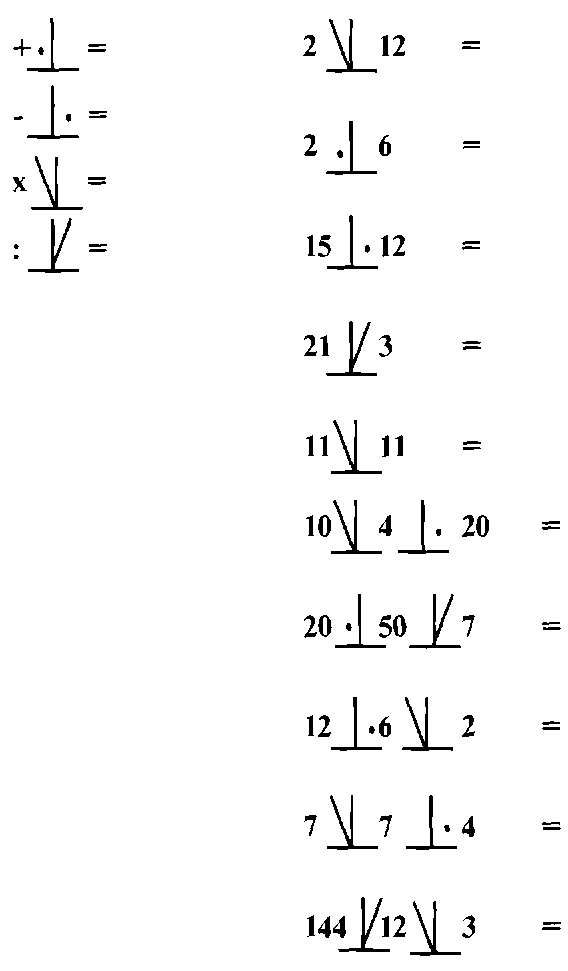 + =
- =
x =
: =
2 12 =
2 6 =
15 12 =
21 3 =
11 11 =
10 4 20 =
20 50 7 =
12 6 2 =
7 7 4 =
144 12 3 =